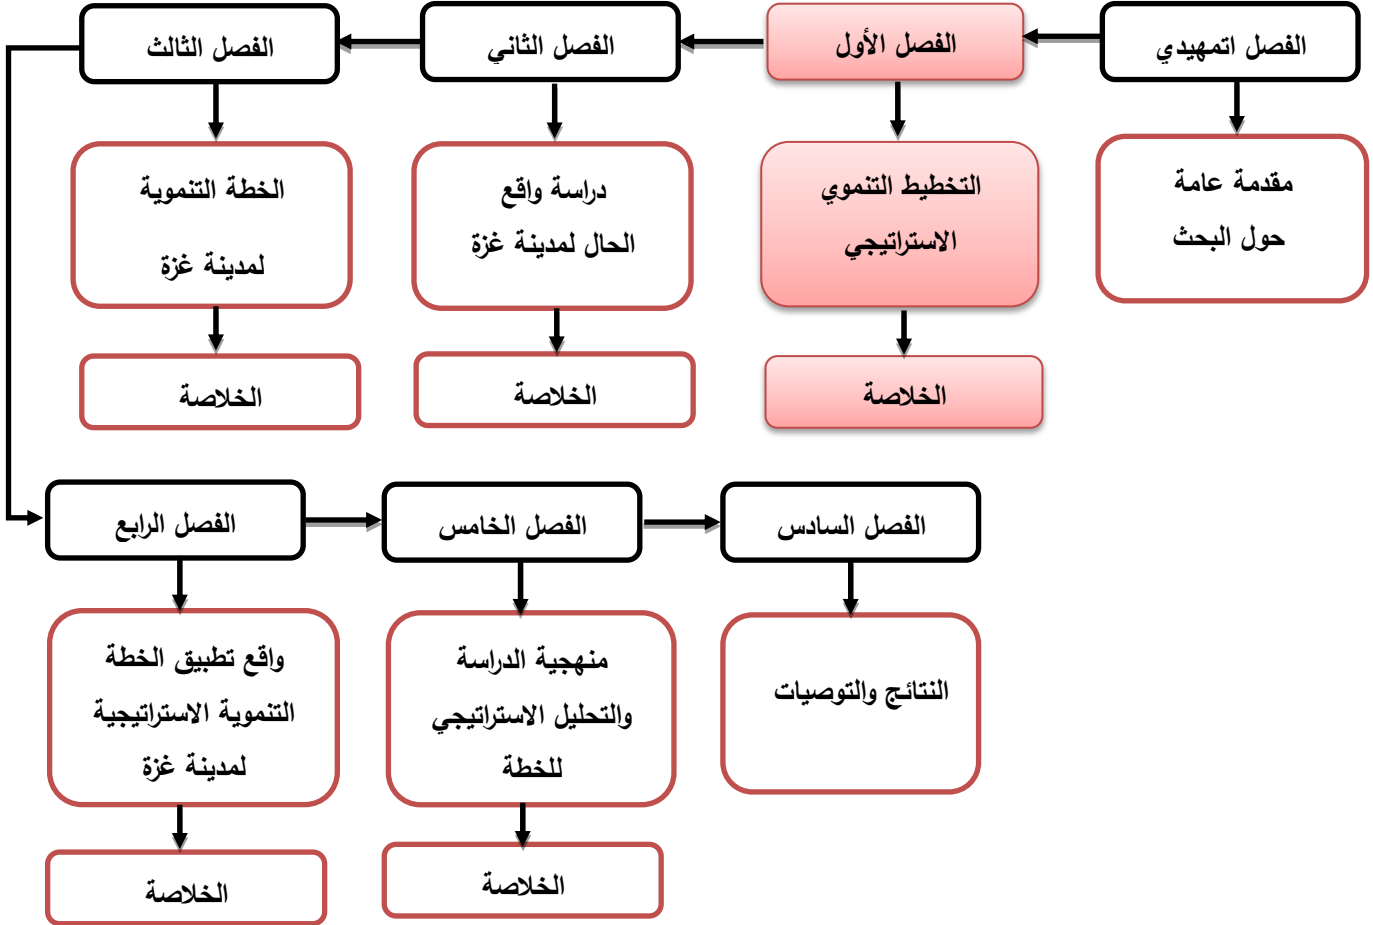 الفصل اتمهيدي
الفصل الأول
الفصل الثاني
الفصل الثالث
مقدمة عامة
حول البحث
التخطيط التنموي
الاستراتيجي
دراسة واقع
الحال لمدينة غزة
الخطة التنموية
لمدينة غزة
الخلاصة
الخلاصة
الخلاصة
الفصل الرابع
الفصل الخامس
الفصل السادس
واقع تطبيق الخطة
التنموية الاستراتيجية
لمدينة غزة
منهجية الدراسة
والتحليل الاستراتيجي
للخطة
النتائج والتوصيات
الخلاصة
الخلاصة